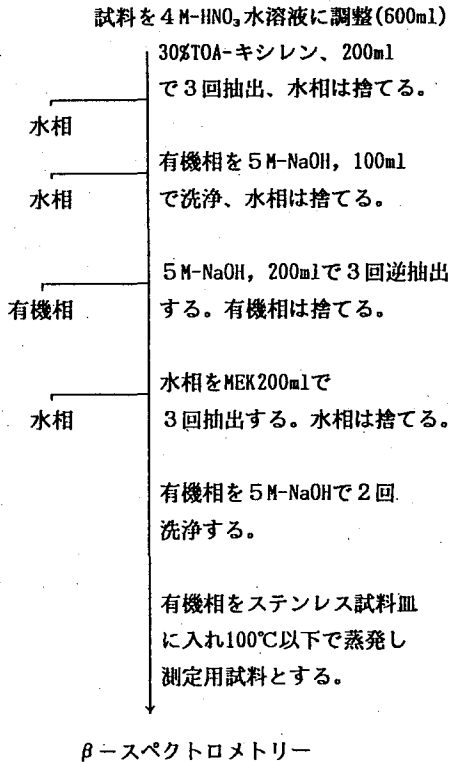 試料を4M-HNO₃水溶液に調整(600ml)
30%TOA-キシレン、200ml
で3回抽出、水相は捨てる。
水相
有機相を5M-NaOH, 100ml
で洗浄、水相は捨てる。
水相
5M-NaOH, 200mlで3回逆抽出
する。有機相は捨てる。
有機相
水相をMEK200mlで
3回抽出する。水相は捨てる。
水相
有機相を5M-NaOHで2回
洗浄する。
有機相をステンレス試料皿
に入れ100℃以下で蒸発し
測定用試料とする。
β-スペクトロメトリー